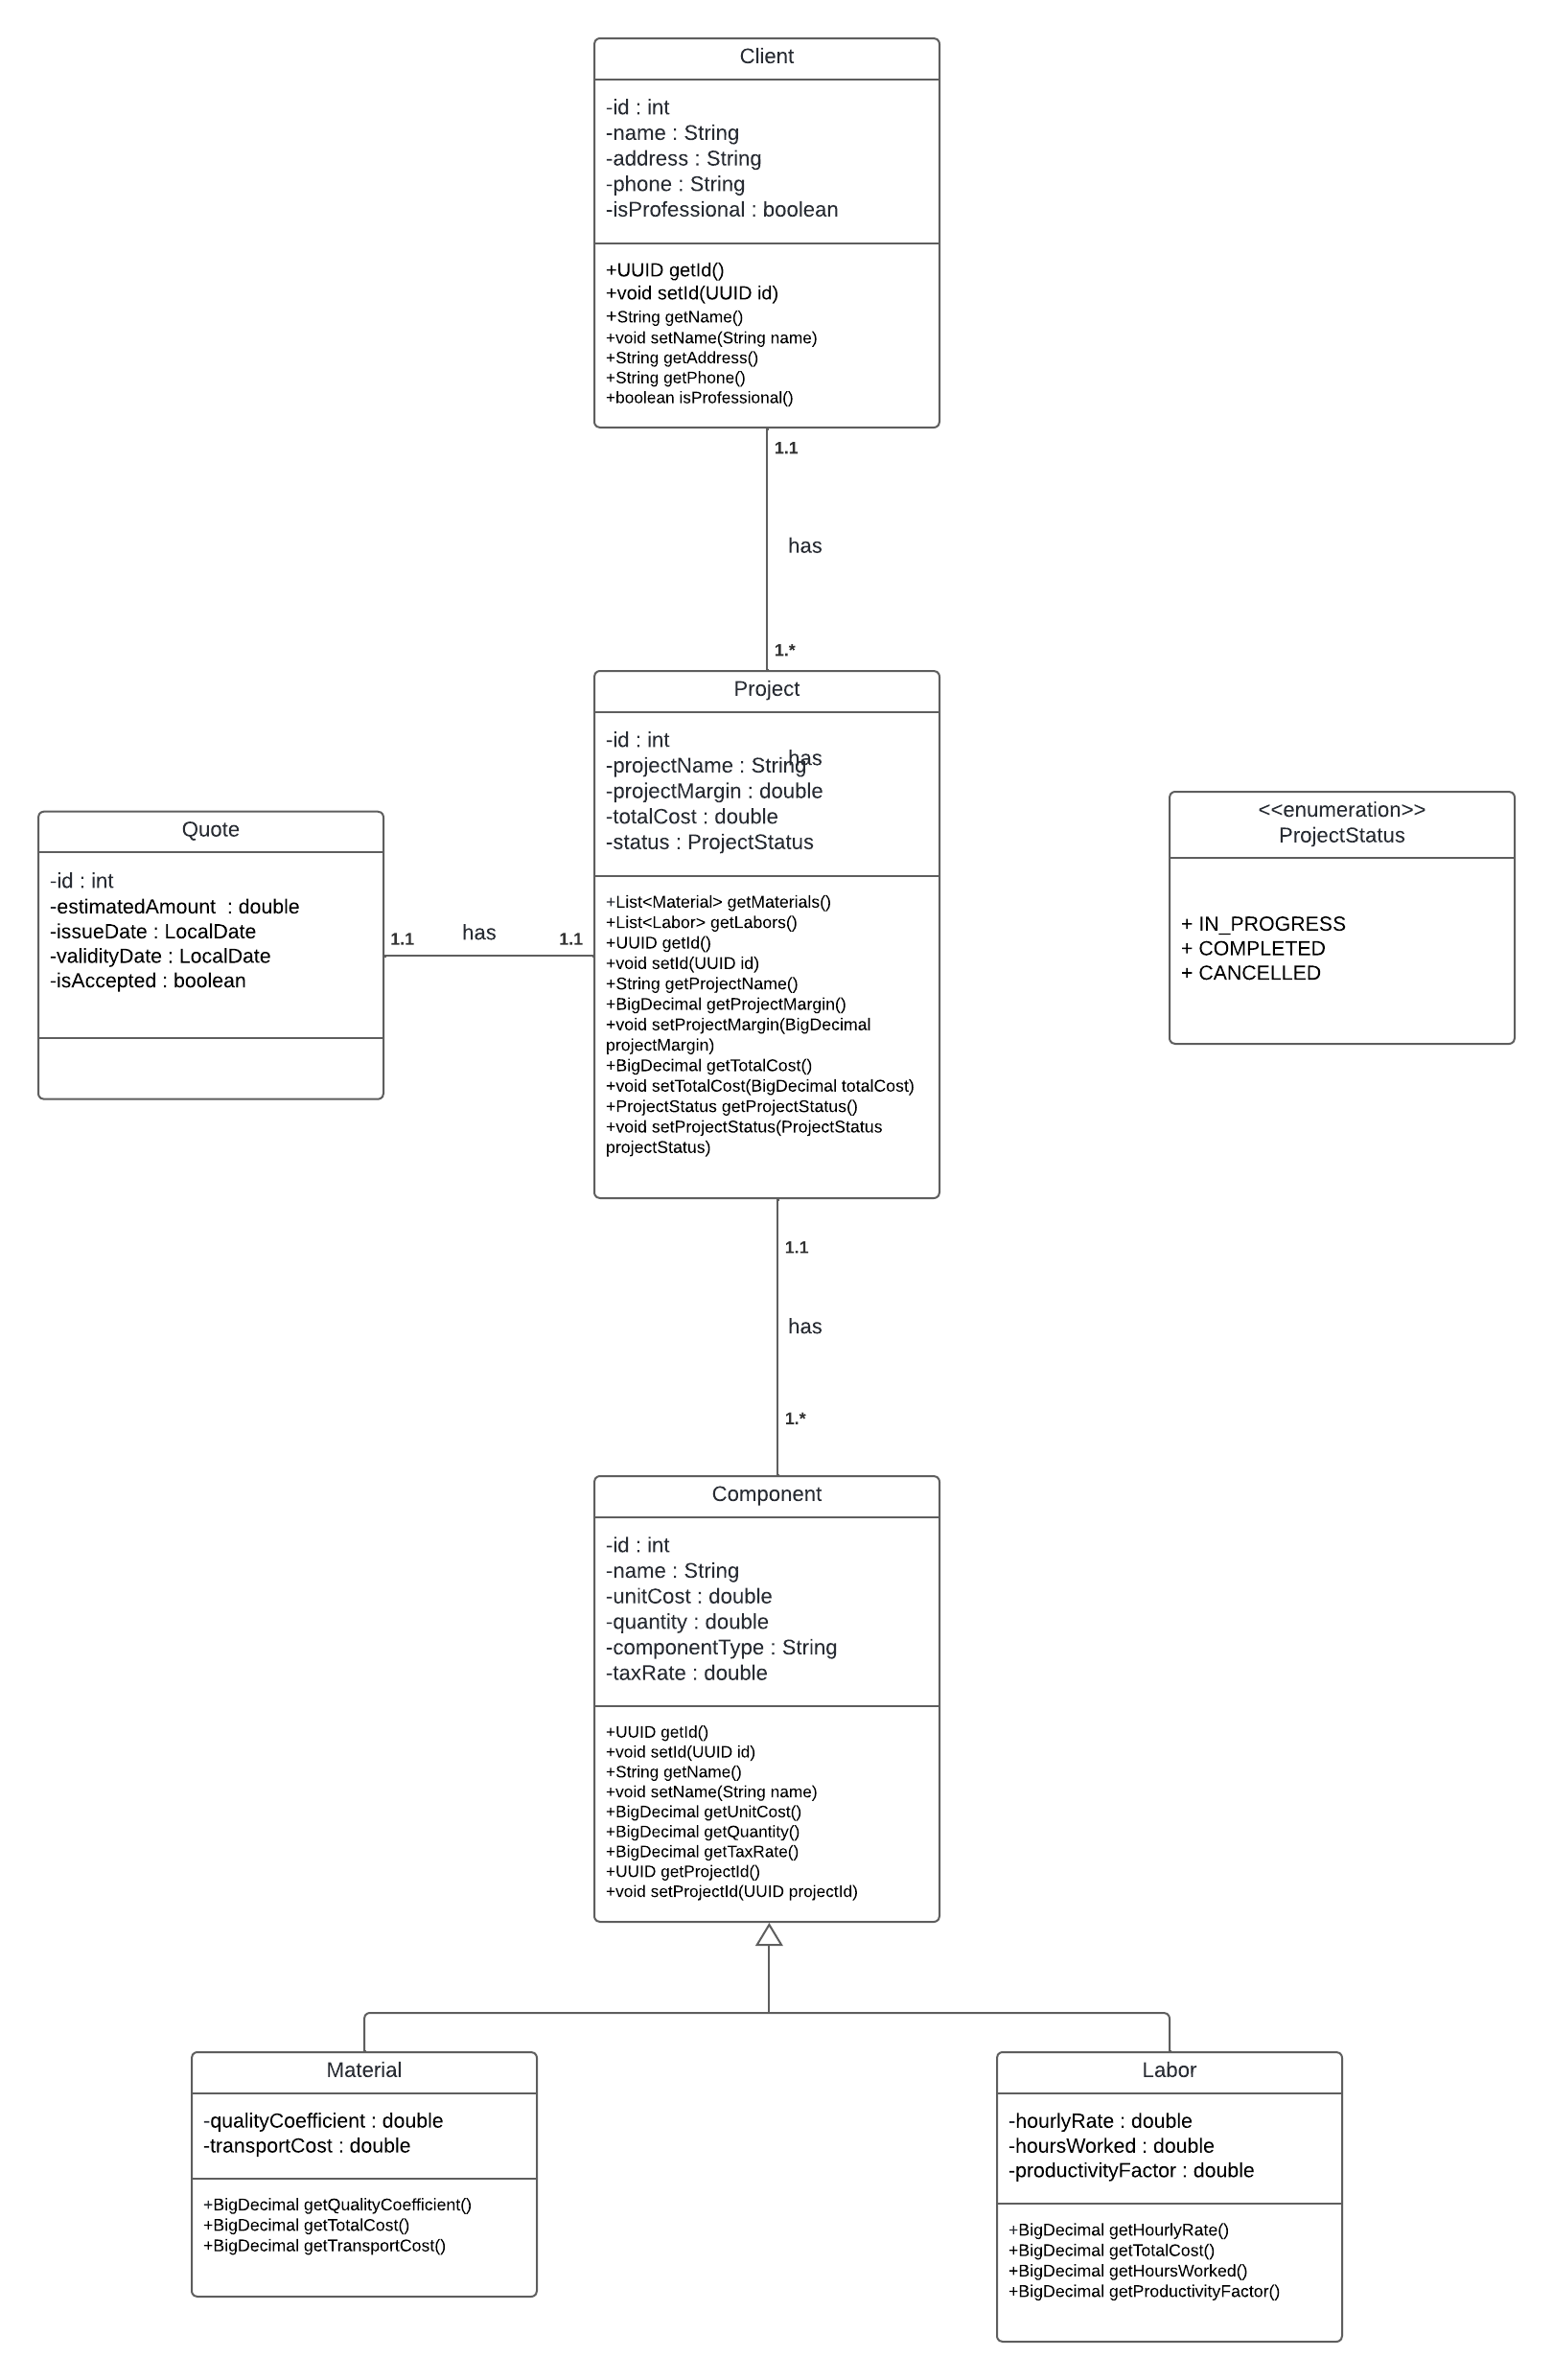 Client
-id : int
-name : String
-address : String
-phone : String
-isProfessional : boolean
+UUID getId()
+void setId(UUID id)
+String getName()
+void setName(String name)
+String getAddress()
+String getPhone()
+boolean isProfessional()
1.1
has
1.*
Project
-id : int
has
-projectName : String
-projectMargin : double
-totalCost : double
-status : ProjectStatus
+List<Material> getMaterials()
+List<Labor> getLabors()
+UUID getId()
+void setId(UUID id)
+String getProjectName()
+BigDecimal getProjectMargin()
+void setProjectMargin(BigDecimal
projectMargin)
+BigDecimal getTotalCost()
+void setTotalCost(BigDecimal totalCost)
+ProjectStatus getProjectStatus()
+void setProjectStatus(ProjectStatus
projectStatus)
Quote
-id : int
-estimatedAmount  : double
-issueDate : LocalDate
-validityDate : LocalDate
-isAccepted : boolean
1.1
has
1.1
<<enumeration>>
ProjectStatus
+ IN_PROGRESS
+ COMPLETED
+ CANCELLED
1.1
has
1.*
Component
-id : int
-name : String
-unitCost : double
-quantity : double
-componentType : String
-taxRate : double
+UUID getId()
+void setId(UUID id)
+String getName()
+void setName(String name)
+BigDecimal getUnitCost()
+BigDecimal getQuantity()
+BigDecimal getTaxRate()
+UUID getProjectId()
+void setProjectId(UUID projectId)
Material
-qualityCoefficient : double
-transportCost : double
+BigDecimal getQualityCoefficient()
+BigDecimal getTotalCost()
+BigDecimal getTransportCost()
Labor
-hourlyRate : double
-hoursWorked : double
-productivityFactor : double
+BigDecimal getHourlyRate()
+BigDecimal getTotalCost()
+BigDecimal getHoursWorked()
+BigDecimal getProductivityFactor()